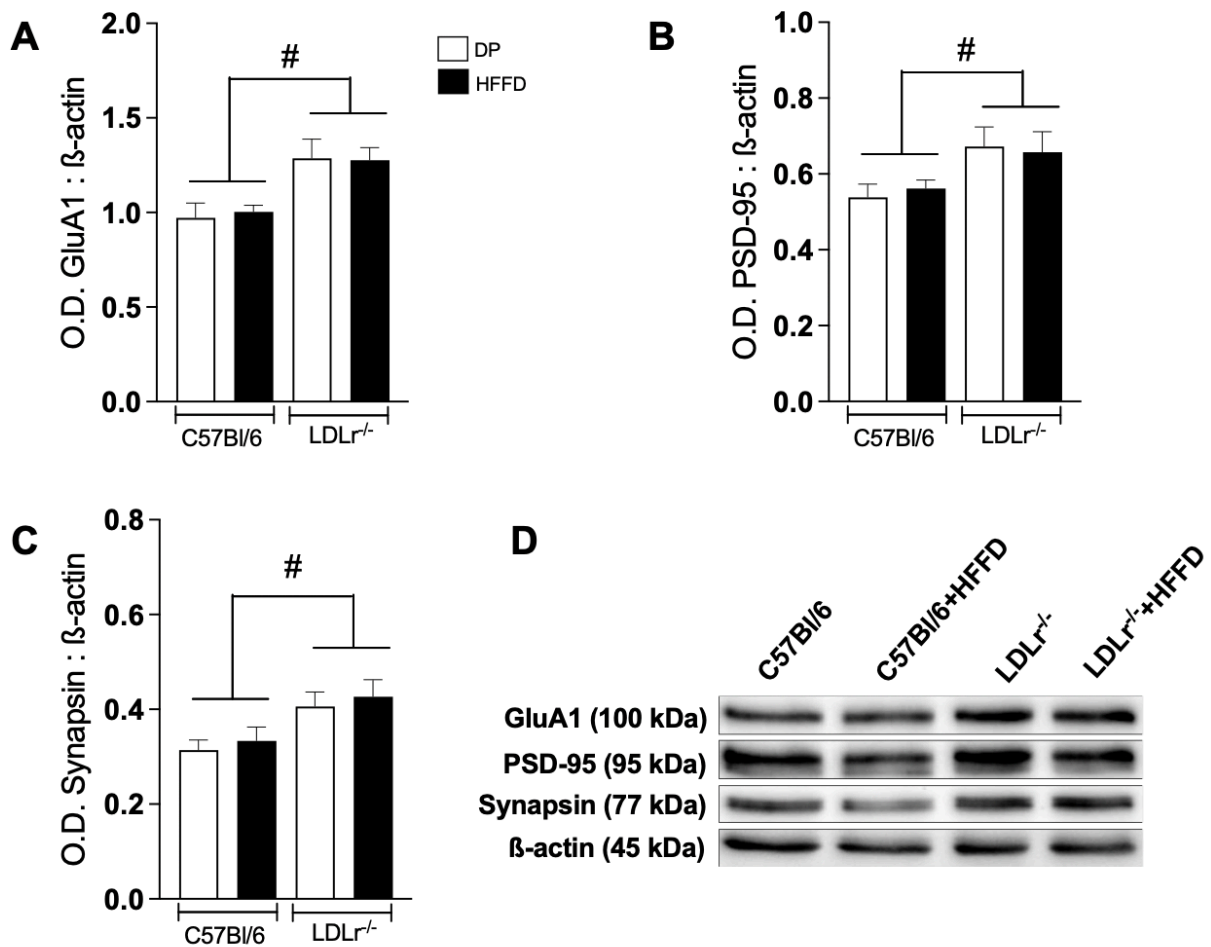 A
O.D. GluA1 : ß-actin
2.0
1.5
1.0
0.5
0.0
#
C57Bl/6
LDLr-/-
DP
HFFD
B
O.D. PSD-95 : ß-actin
1.0
0.8
0.6
0.4
0.2
0.0
#
C57Bl/6
LDLr-/-
C
O.D. Synapsin : ß-actin
0.8
0.6
0.4
0.2
0.0
#
C57Bl/6
LDLr-/-
D
C57Bl/6
C57Bl/6+HFFD
LDLr-/-
LDLr-/-+HFFD
GluA1 (100 kDa)
PSD-95 (95 kDa)
Synapsin (77 kDa)
ß-actin (45 kDa)